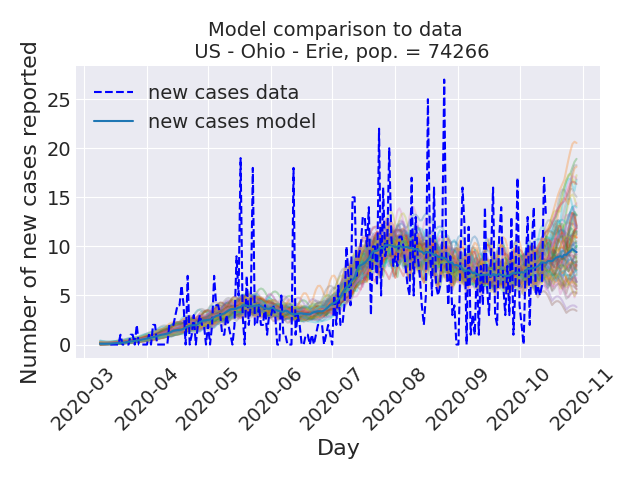 Model comparison to data
US - Ohio - Erie, pop. = 74266
Number of new cases reported
25
20
15
10
5
0
new cases data
new cases model
2020-03
2020-04
2020-05
2020-06
2020-07
2020-08
2020-09
2020-10
2020-11
Day